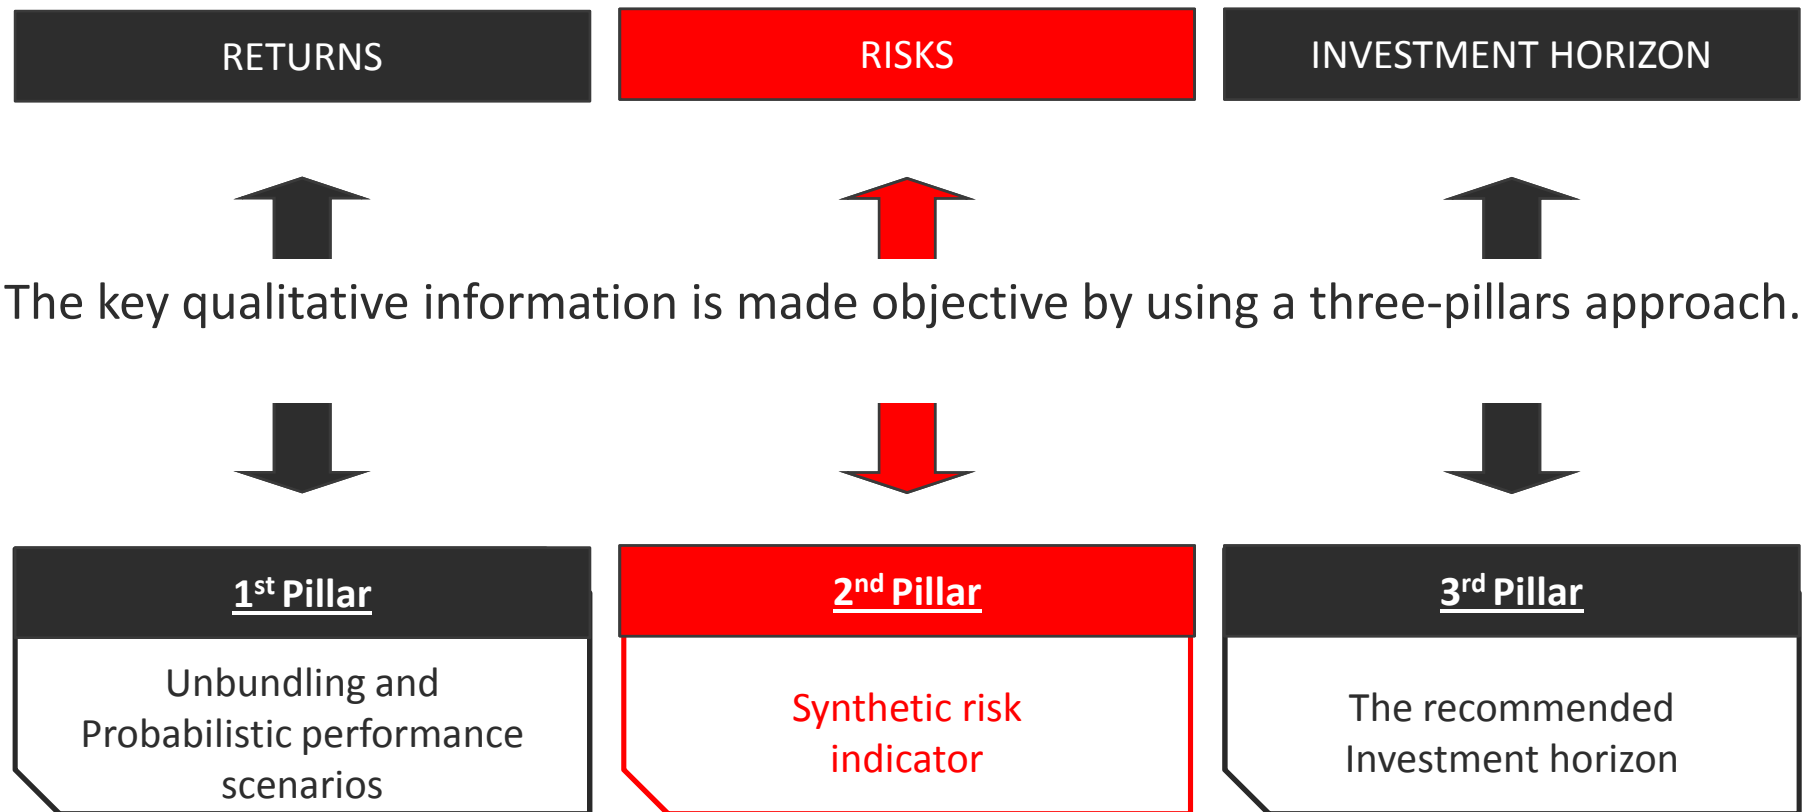 RETURNS
RISKS
INVESTMENT HORIZON
The key qualitative information is made objective by using a three-pillars approach.
1st Pillar
Unbundling and
Probabilistic performance
scenarios
2nd Pillar
Synthetic risk
indicator
3rd Pillar
The recommended
Investment horizon